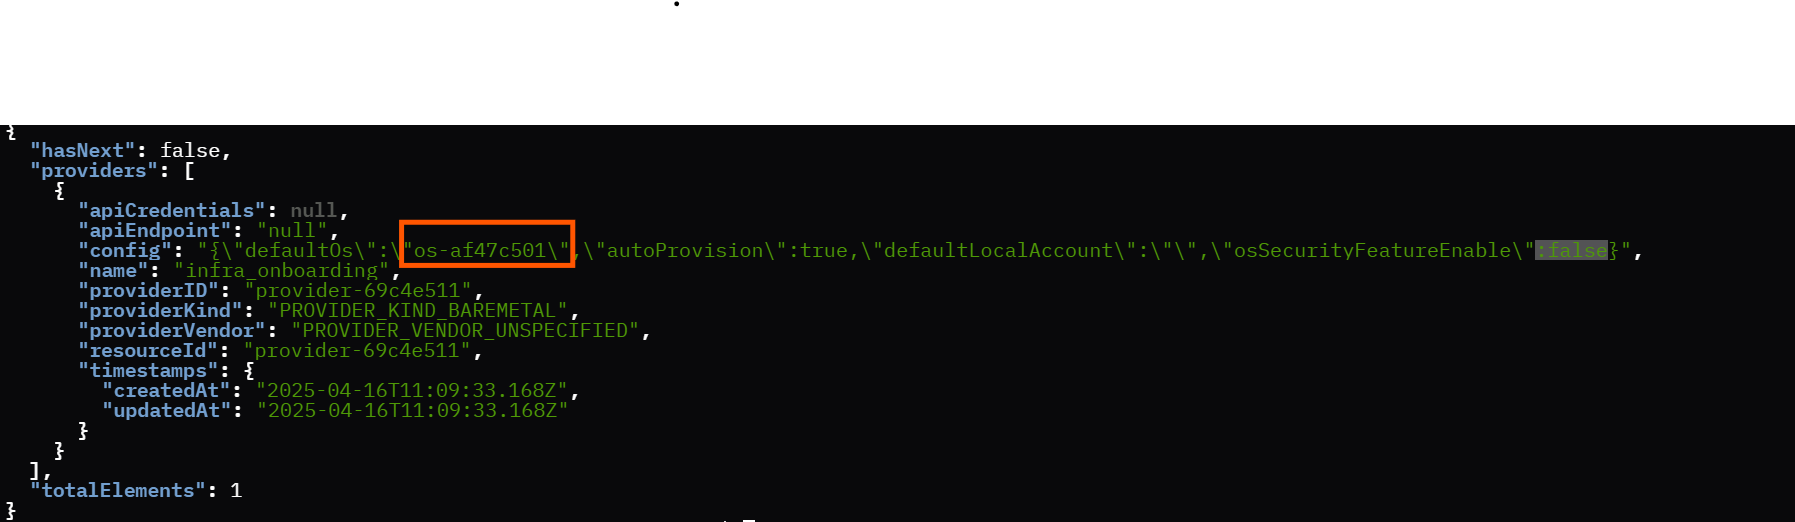 {
"hasNext": false,
"providers": [
{
"apiCredentials": null,
"apiEndpoint": "null",
"config": "{\"defaultOs\":\"os-af47c501\",\"autoProvision\":true,\"defaultLocalAccount\":\"\",\"osSecurityFeatureEnable\":false}",
"name": "infra_onboarding",
"providerID": "provider-69c4e511",
"providerKind": "PROVIDER_KIND_BAREMETAL",
"providerVendor": "PROVIDER_VENDOR_UNSPECIFIED",
"resourceId": "provider-69c4e511",
"timestamps": {
"createdAt": "2025-04-16T11:09:33.168Z",
"updatedAt": "2025-04-16T11:09:33.168Z"
}
}
],
"totalElements": 1
}